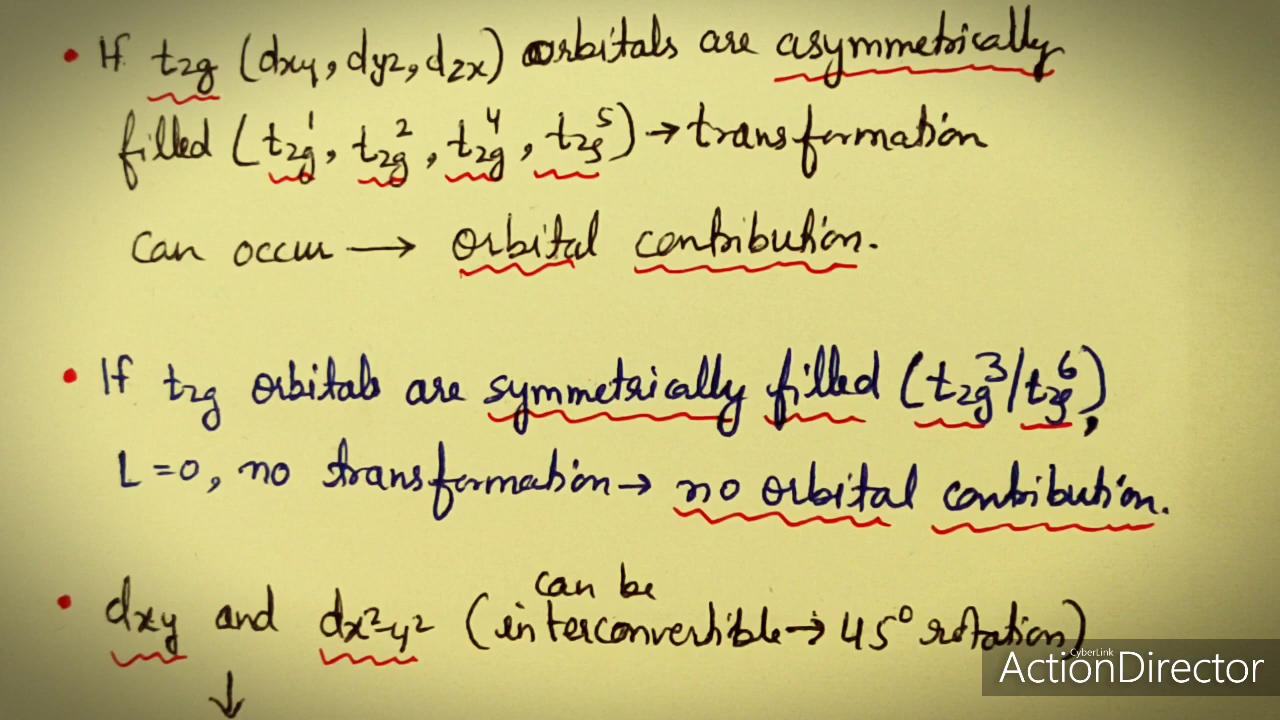 • If t2g (dxy, dyz, dzx) orbitals are asymmetrically
filled (t2g¹, t2g², t2g⁴, t2g⁵) → transformation
can occur → orbital contribution.
• If t2g orbitals are symmetrically filled (t2g³/t2g⁶),
L=0, no transformation → no orbital contribution.
can be
• dxy and dx²-y² (interconvertible → 45° rotation)
↓
CyberLink
ActionDirector